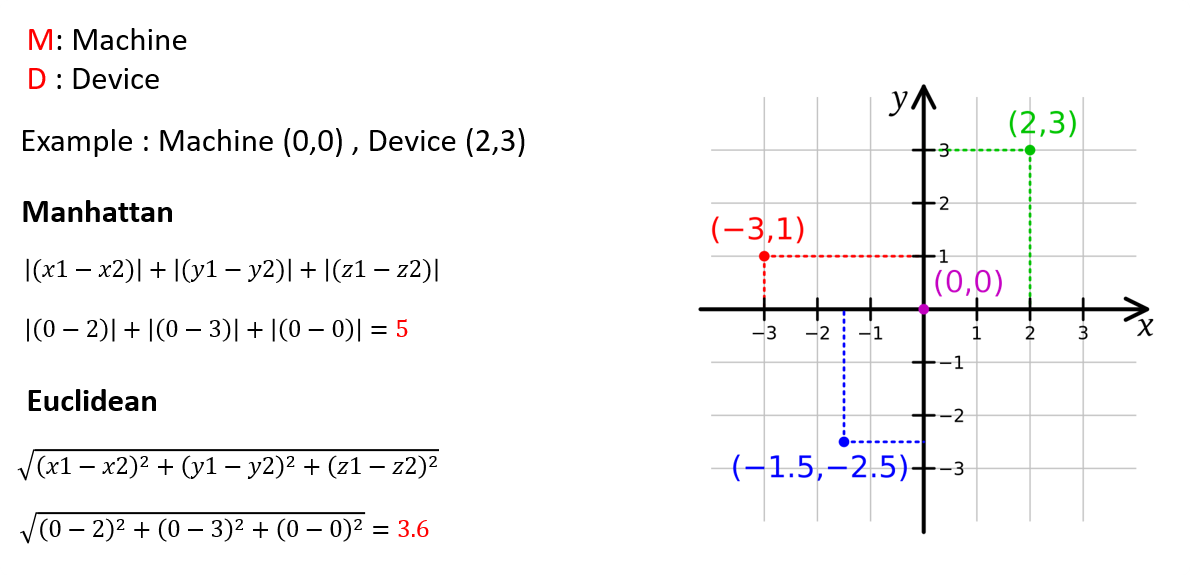 M: Machine
D : Device
Example : Machine (0,0) , Device (2,3)
Manhattan
|(x1 − x2)| + |(y1 − y2)| + |(z1 − z2)|
|(0 − 2)| + |(0 − 3)| + |(0 − 0)| = 5
Euclidean
√(x1 − x2)² + (y1 − y2)² + (z1 − z2)²
√(0 − 2)² + (0 − 3)² + (0 − 0)² = 3.6
y
(2,3)
3
2
(−3,1)
1
(0,0)
−3 −2 −1 1 2 3
x
−1
−2
(−1.5,−2.5)
−3